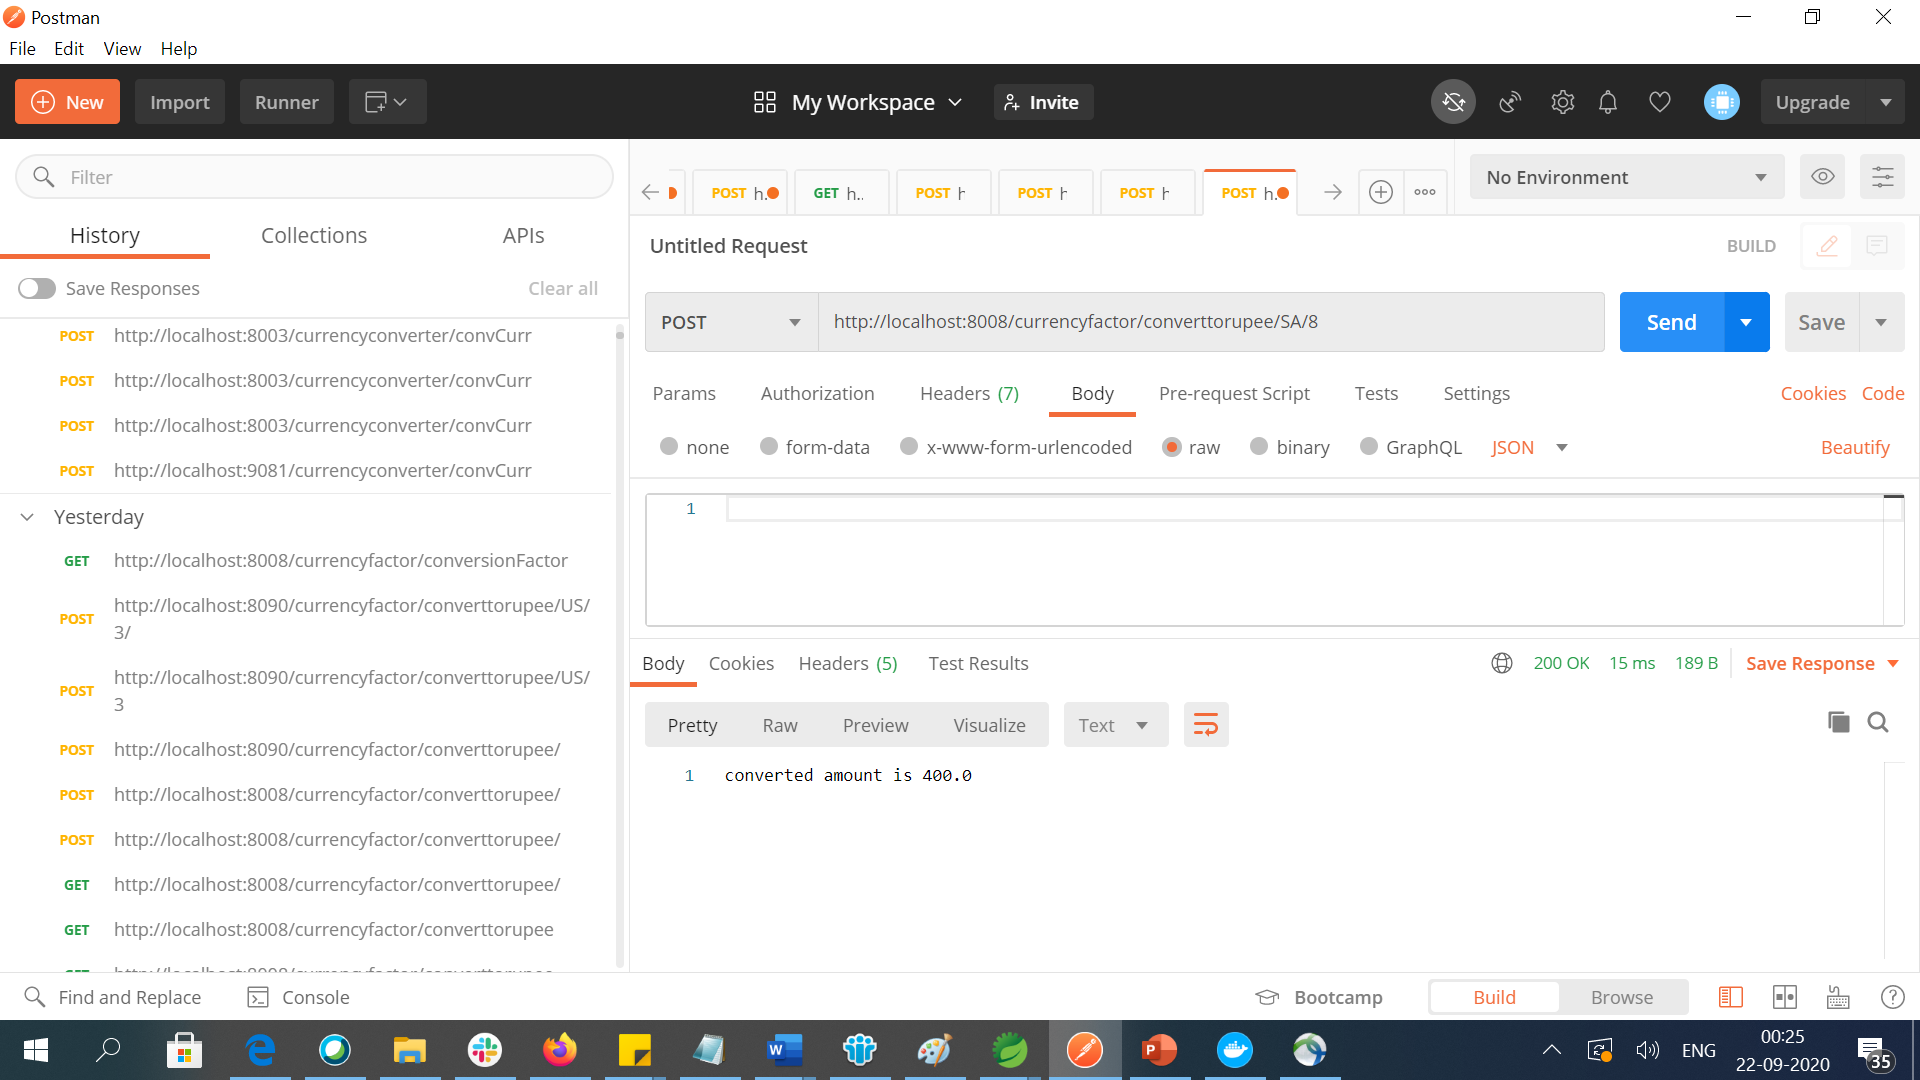 Postman
File Edit View Help
New Import Runner My Workspace Invite Upgrade
Filter
History Collections APIs
Save Responses Clear all
POST http://localhost:8003/currencyconverter/convCurr
POST http://localhost:8003/currencyconverter/convCurr
POST http://localhost:8003/currencyconverter/convCurr
POST http://localhost:9081/currencyconverter/convCurr
Yesterday
GET http://localhost:8008/currencyfactor/conversionFactor
POST http://localhost:8090/currencyfactor/converttorupee/US/
3/
POST http://localhost:8090/currencyfactor/converttorupee/US/
3
POST http://localhost:8090/currencyfactor/converttorupee/
POST http://localhost:8008/currencyfactor/converttorupee/
POST http://localhost:8008/currencyfactor/converttorupee/
GET http://localhost:8008/currencyfactor/converttorupee/
GET http://localhost:8008/currencyfactor/converttorupee
POST h. GET h.. POST h POST h POST h POST h. No Environment
Untitled Request BUILD
POST http://localhost:8008/currencyfactor/converttorupee/SA/8 Send Save
Params Authorization Headers (7) Body Pre-request Script Tests Settings Cookies Code
none form-data x-www-form-urlencoded raw binary GraphQL JSON Beautify
1
Body Cookies Headers (5) Test Results 200 OK 15 ms 189 B Save Response
Pretty Raw Preview Visualize Text
1 converted amount is 400.0
Find and Replace Console Bootcamp Build Browse
ENG 00:25
22-09-2020 35